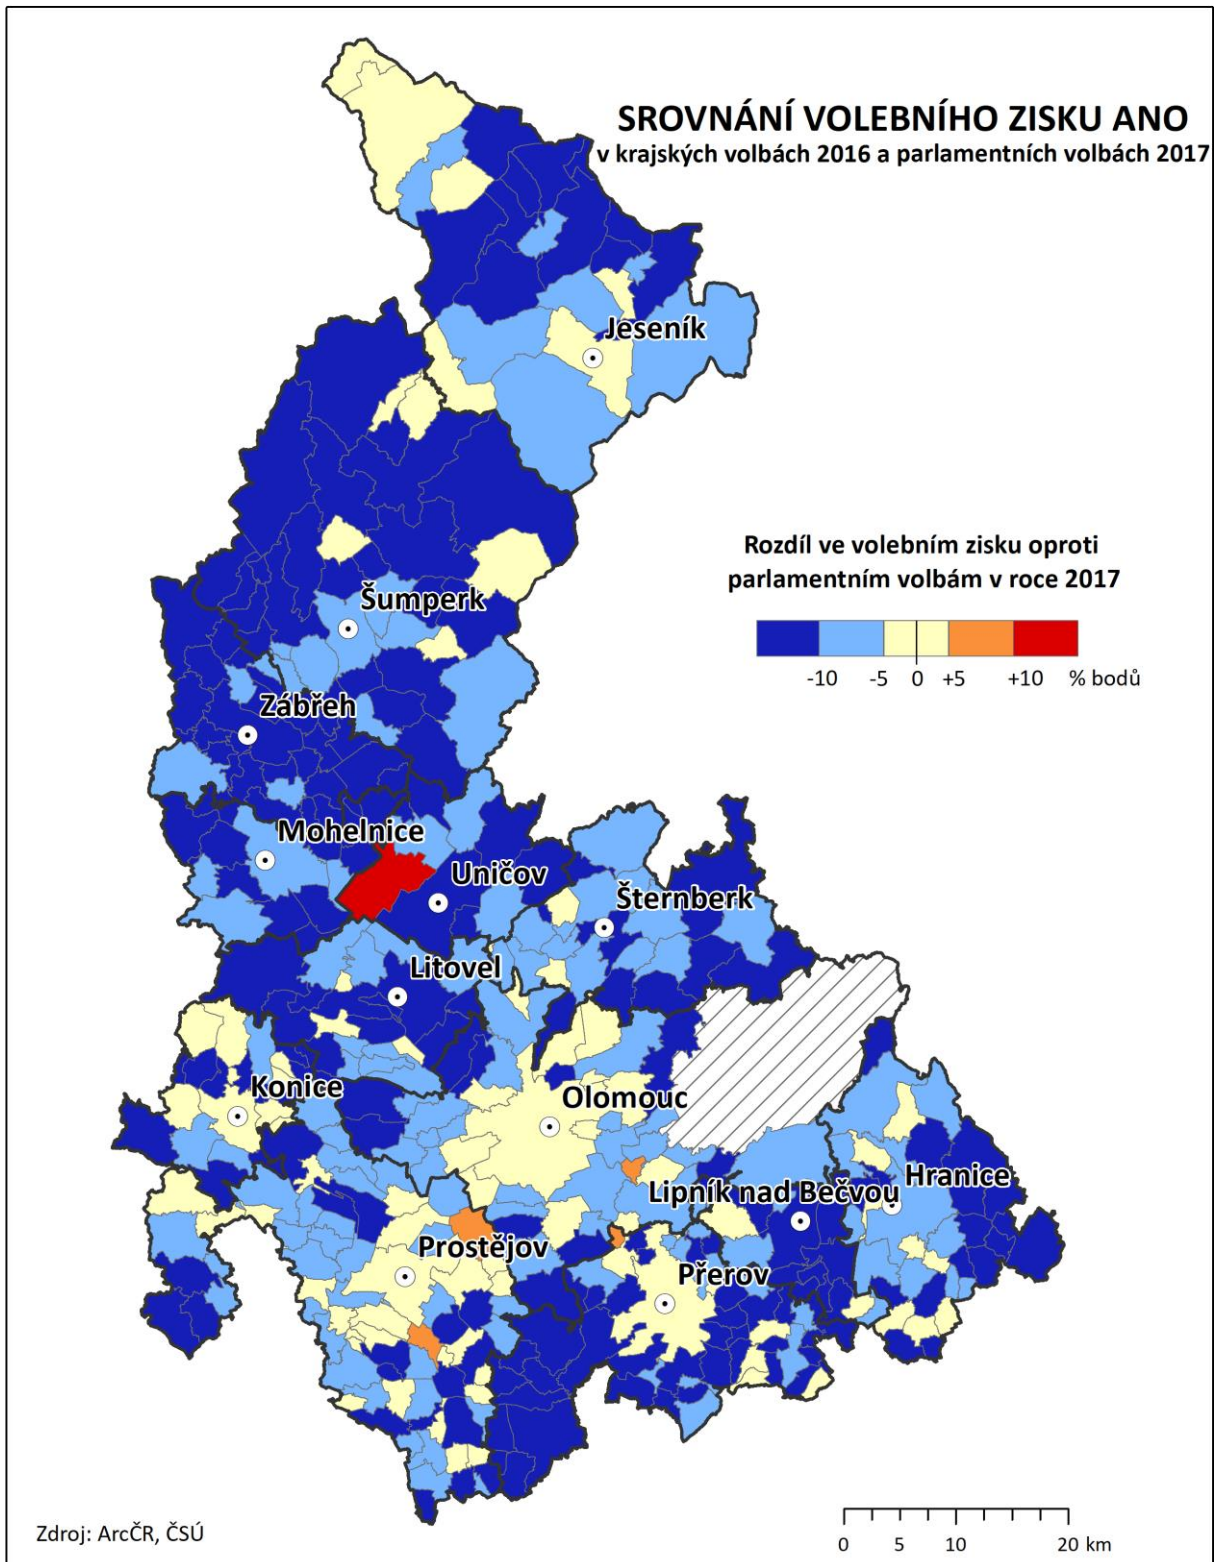 SROVNÁNÍ VOLEBNÍHO ZISKU ANO
v krajských volbách 2016 a parlamentních volbách 2017
Jeseník
Rozdíl ve volebním zisku oproti
parlamentním volbám v roce 2017
-10 -5 0 +5 +10 % bodů
Šumperk
Zábřeh
Mohelnice
Uničov
Šternberk
Litovel
Konice
Olomouc
Hranice
Lipník nad Bečvou
Prostějov
Přerov
Zdroj: ArcČR, ČSÚ
0 5 10 20 km